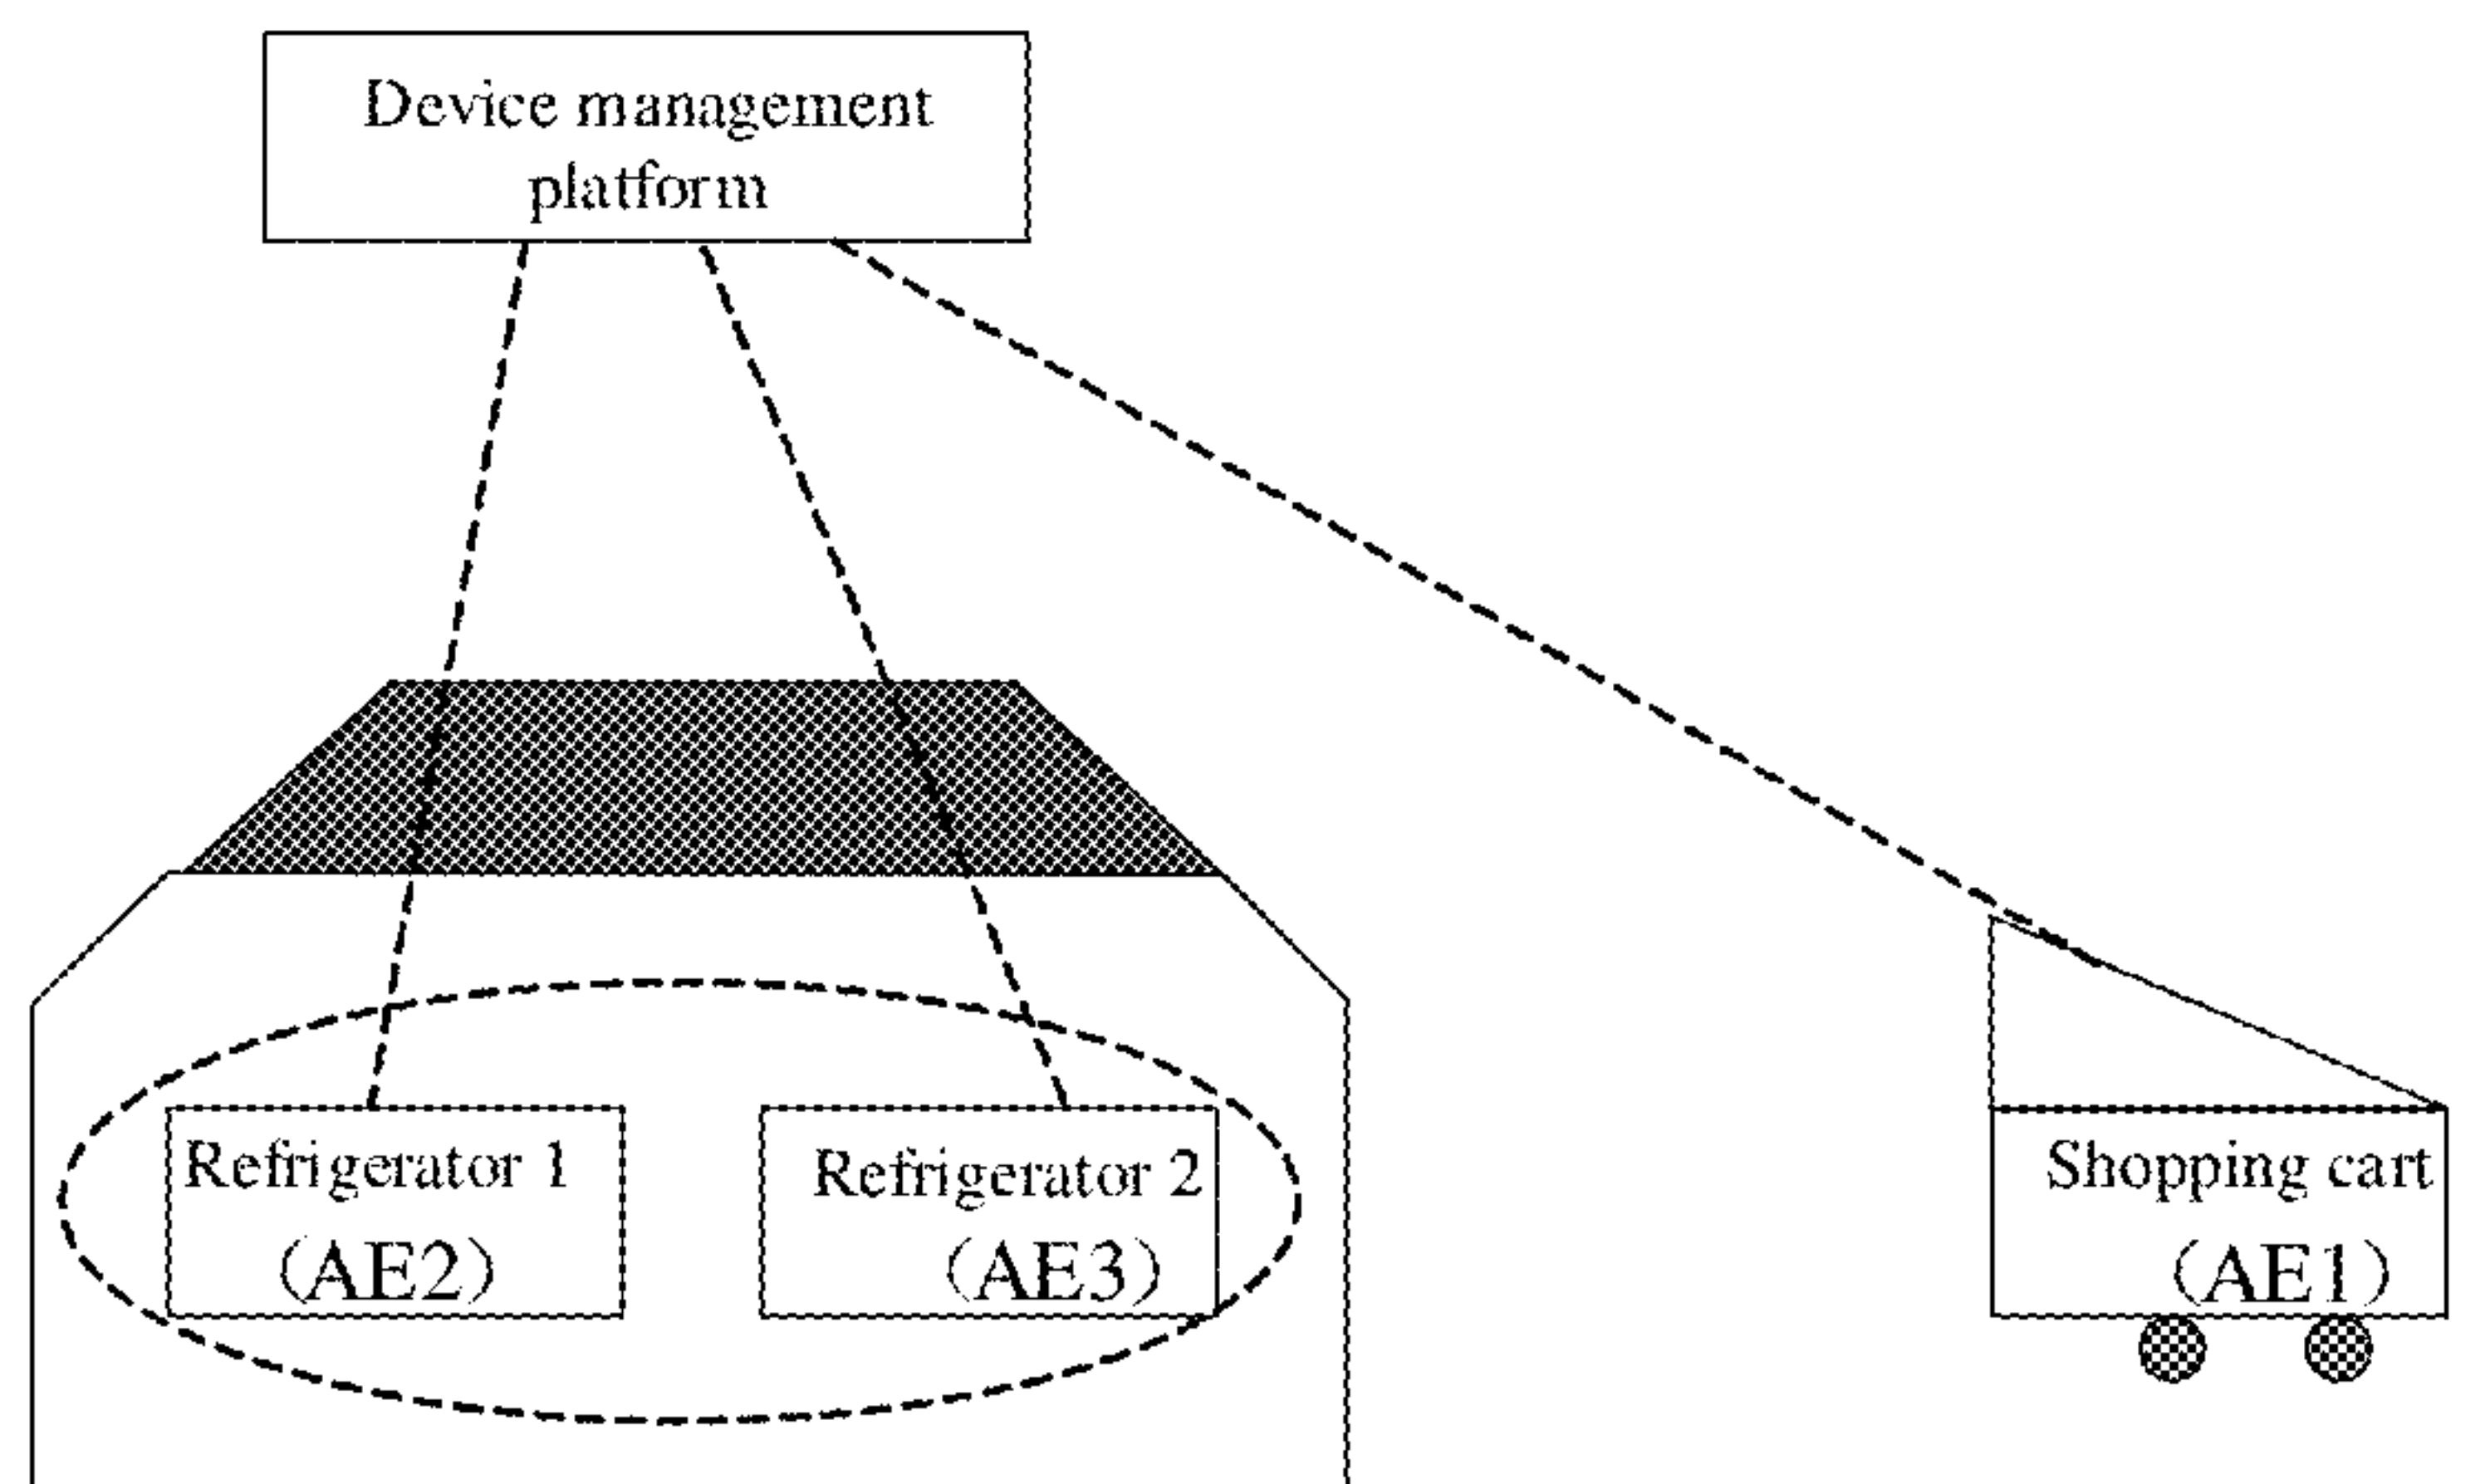 Device management
platform
Refrigerator 1
(AE2)
Refrigerator 2
(AE3)
Shopping cart
(AE1)